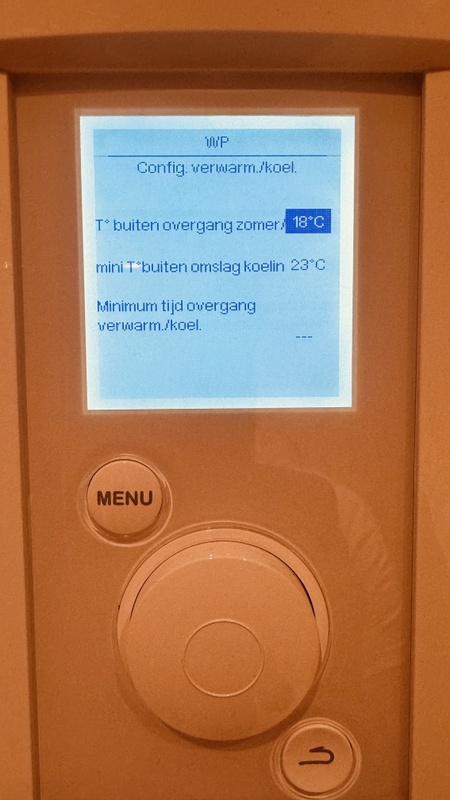 WP
Config. verwarm./koel.
T° buiten overgang zomer/ 18°C
mini T°buiten omslag koelin 23°C
Minimum tijd overgang
verwarm./koel.
---
MENU